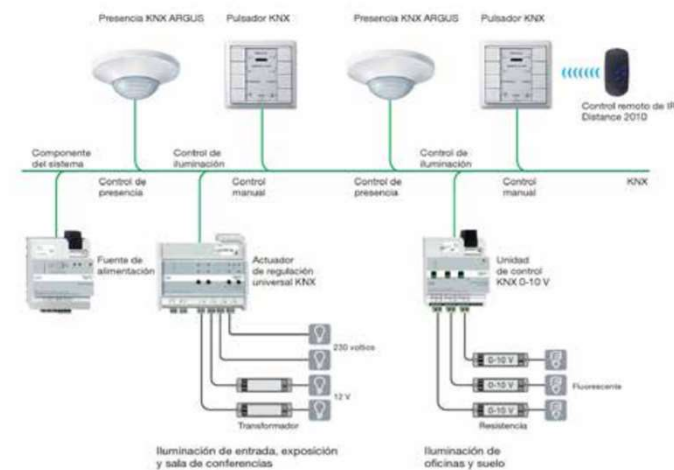 Presencia KNX ARGUS
Pulsador KNX
Presencia KNX ARGUS
Pulsador KNX
Control remoto de IR
Distance 2010
Componente
del sistema
Control de
iluminación
Control de
iluminación
Control de
presencia
Control
manual
Control de
presencia
Control
manual
KNX
Fuente de
alimentación
Actuador
de regulación
universal KNX
Unidad
de control
KNX 0-10 V
230 voltios
12 V
Transformador
0-10 V
0-10 V
0-10 V
Fluorescente
Resistencia
Iluminación de entrada, exposición
y sala de conferencias
Iluminación de
oficinas y suelo